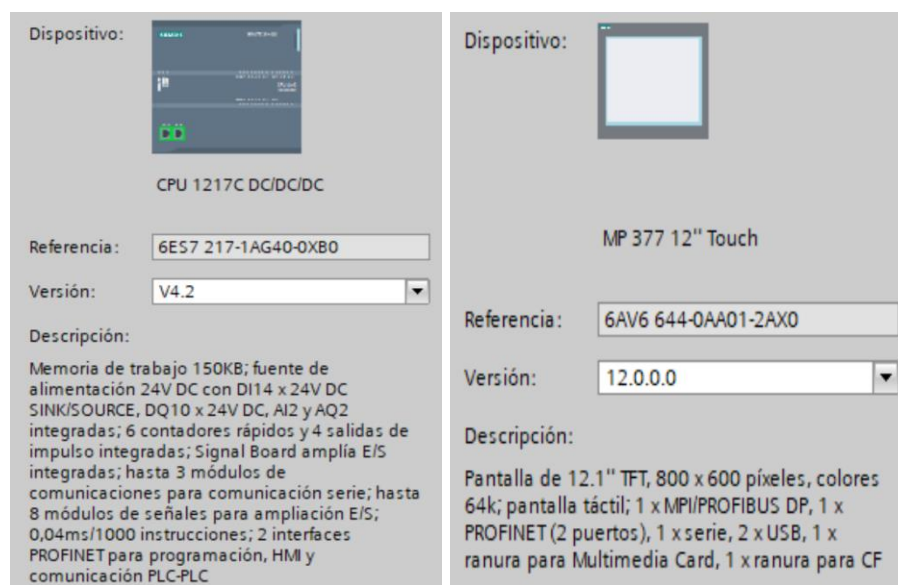 Dispositivo:
SIEMENS
CPU 1217C DC/DC/DC
Referencia:
6ES7 217-1AG40-0XB0
Versión:
V4.2
Descripción:
Memoria de trabajo 150KB; fuente de
alimentación 24V DC con DI14 x 24V DC
SINK/SOURCE, DQ10 x 24V DC, AI2 y AQ2
integradas; 6 contadores rápidos y 4 salidas de
impulso integradas; Signal Board amplía E/S
integradas; hasta 3 módulos de
comunicaciones para comunicación serie; hasta
8 módulos de señales para ampliación E/S;
0,04ms/1000 instrucciones; 2 interfaces
PROFINET para programación, HMI y
comunicación PLC-PLC
Dispositivo:
MP 377 12'' Touch
Referencia:
6AV6 644-0AA01-2AX0
Versión:
12.0.0.0
Descripción:
Pantalla de 12.1'' TFT, 800 x 600 píxeles, colores
64k; pantalla táctil; 1 x MPI/PROFIBUS DP, 1 x
PROFINET (2 puertos), 1 x serie, 2 x USB, 1 x
ranura para Multimedia Card, 1 x ranura para CF